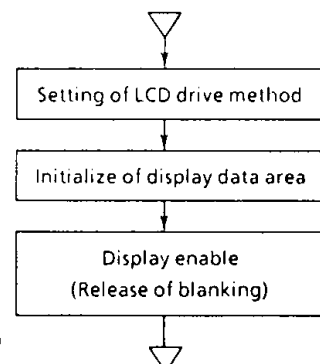 Setting of LCD drive method
Initialize of display data area
Display enable
(Release of blanking)